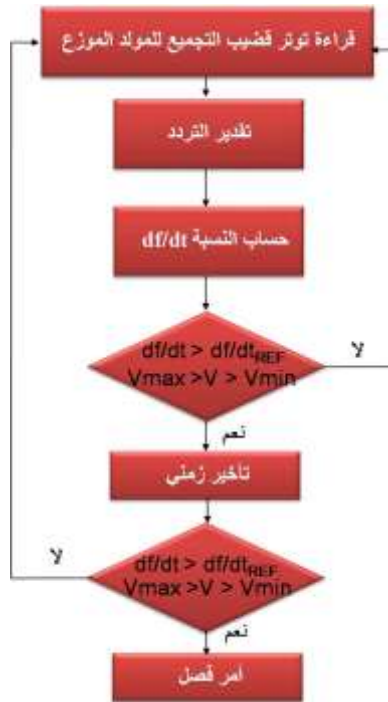 قراءة توتر قضيب التجميع للمولد الموزع
تقدير التردد
حساب النسبة df/dt
df/dt > df/dtREF
Vmax >V > Vmin
لا
نعم
تأخير زمني
df/dt > df/dtREF
Vmax >V > Vmin
لا
نعم
أمر فصل